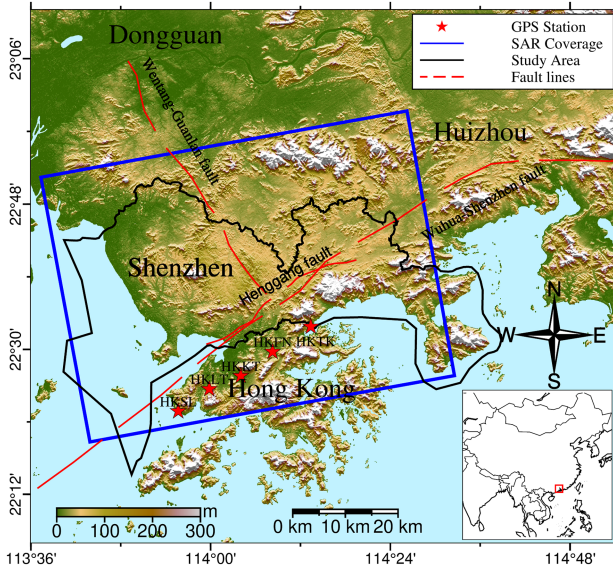 Dongguan
GPS Station
SAR Coverage
Study Area
Fault lines
23°06'
Wentang-Guanlan fault
Huizhou
22°48'
Wuhua-Shenzhen fault
Shenzhen
Henggang fault
N
W
E
S
22°30'
HKFN
HKTK
HKKT
HKLT
Hong Kong
HKSL
22°12'
0
100
200
300
m
0 km
10 km
20 km
113°36'
114°00'
114°24'
114°48'